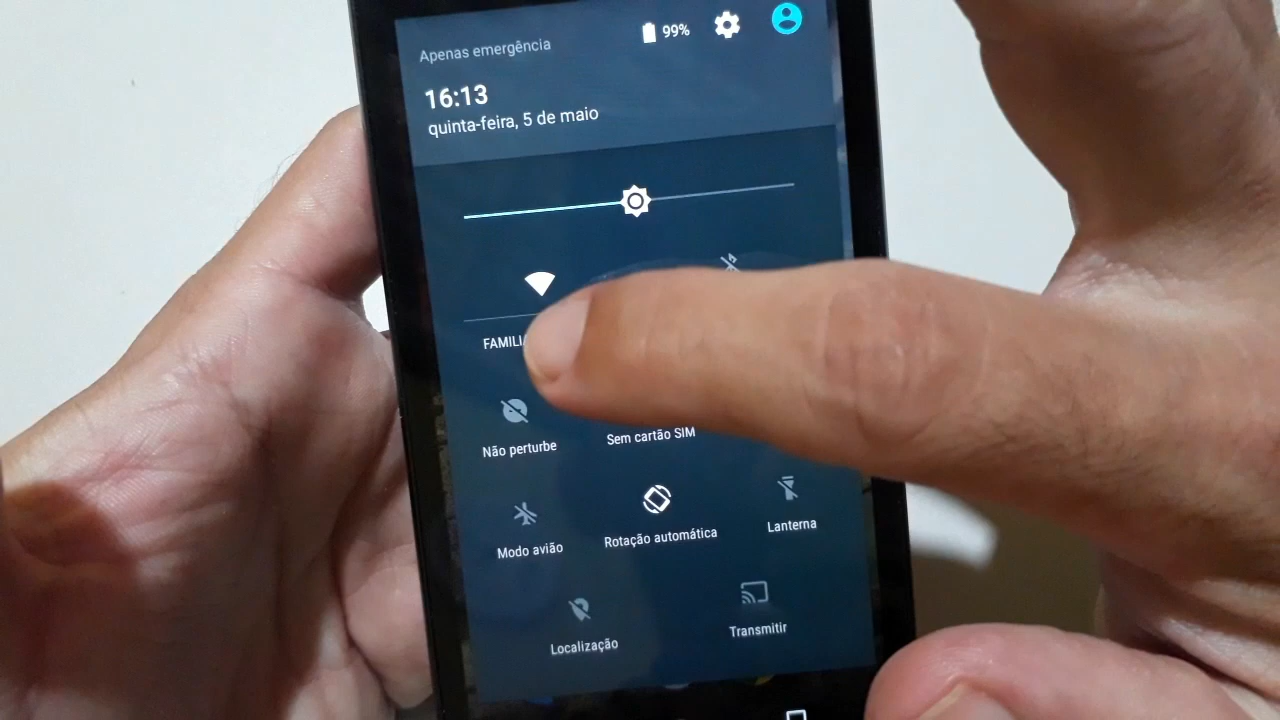 Apenas emergência
99%
16:13
quinta-feira, 5 de maio
Não perturbe
Sem cartão SIM
Modo avião
Rotação automática
Lanterna
Localização
Transmitir